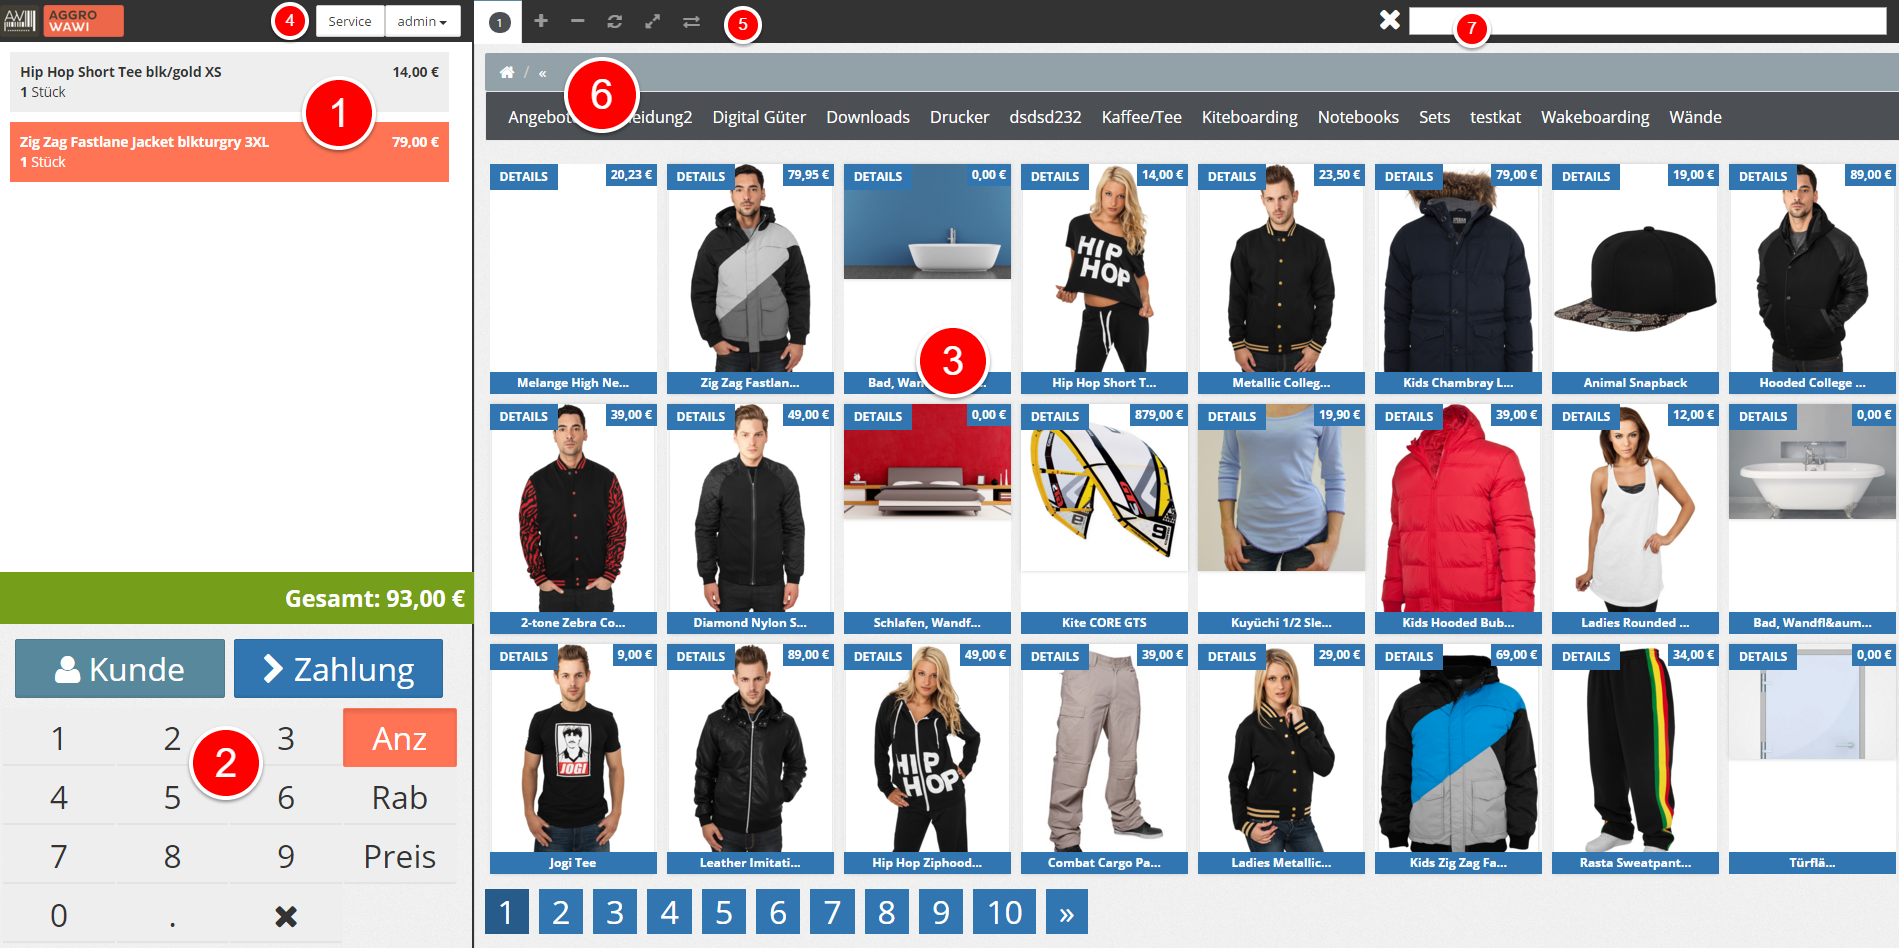 AWI AGGRO WAWI
4
Service
admin
1
5
7
Hip Hop Short Tee blk/gold XS 14,00 €
1 Stück
1
Zig Zag Fastlane Jacket blkturgry 3XL 79,00 €
1 Stück
Gesamt: 93,00 €
Kunde
Zahlung
1 2 3 Anz
2
4 5 6 Rab
7 8 9 Preis
0 .
/ «
6
Angebot eidung2 Digital Güter Downloads Drucker dsdsd232 Kaffee/Tee Kiteboarding Notebooks Sets testkat Wakeboarding Wände
DETAILS 20,23 € DETAILS 79,95 € DETAILS 0,00 € DETAILS 14,00 € DETAILS 23,50 € DETAILS 79,00 € DETAILS 19,00 € DETAILS 89,00 €
HIP HOP
3
Melange High Ne... Zig Zag Fastlan... Bad, Wan Hip Hop Short T... Metallic Colleg... Kids Chambray L... Animal Snapback Hooded College ...
DETAILS 39,00 € DETAILS 49,00 € DETAILS 0,00 € DETAILS 879,00 € DETAILS 19,90 € DETAILS 39,00 € DETAILS 12,00 € DETAILS 0,00 €
GTS
9
2-tone Zebra Co... Diamond Nylon S... Schlafen, Wandf... Kite CORE GTS Kuyüchi 1/2 Sle... Kids Hooded Bub... Ladies Rounded ... Bad, Wandfl&aum...
DETAILS 9,00 € DETAILS 89,00 € DETAILS 49,00 € DETAILS 39,00 € DETAILS 29,00 € DETAILS 69,00 € DETAILS 34,00 € DETAILS 0,00 €
JOGI
HIP HOP
Jogi Tee Leather Imitati... Hip Hop Ziphood... Combat Cargo Pa... Ladies Metallic... Kids Zig Zag Fa... Rasta Sweatpant... Türflä...
1 2 3 4 5 6 7 8 9 10 »